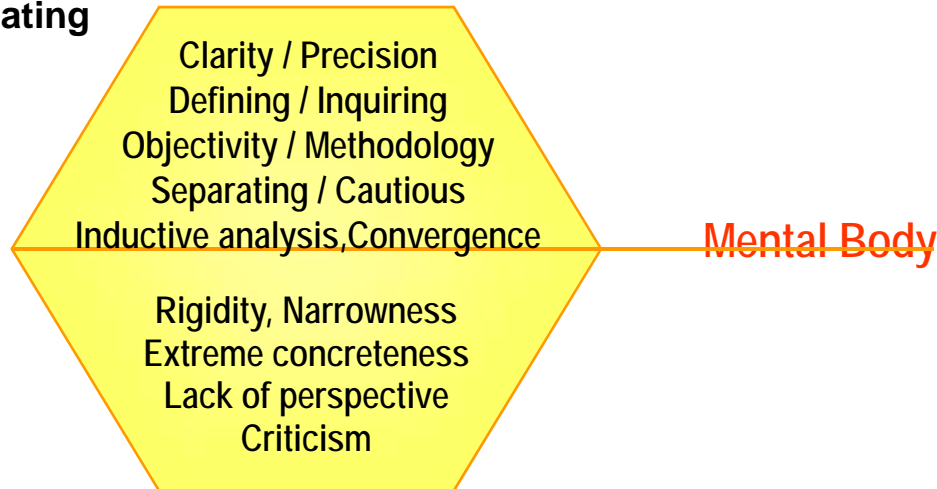 ating
Clarity / Precision
Defining / Inquiring
Objectivity / Methodology
Separating / Cautious
Inductive analysis,Convergence
Mental Body
Rigidity, Narrowness
Extreme concreteness
Lack of perspective
Criticism